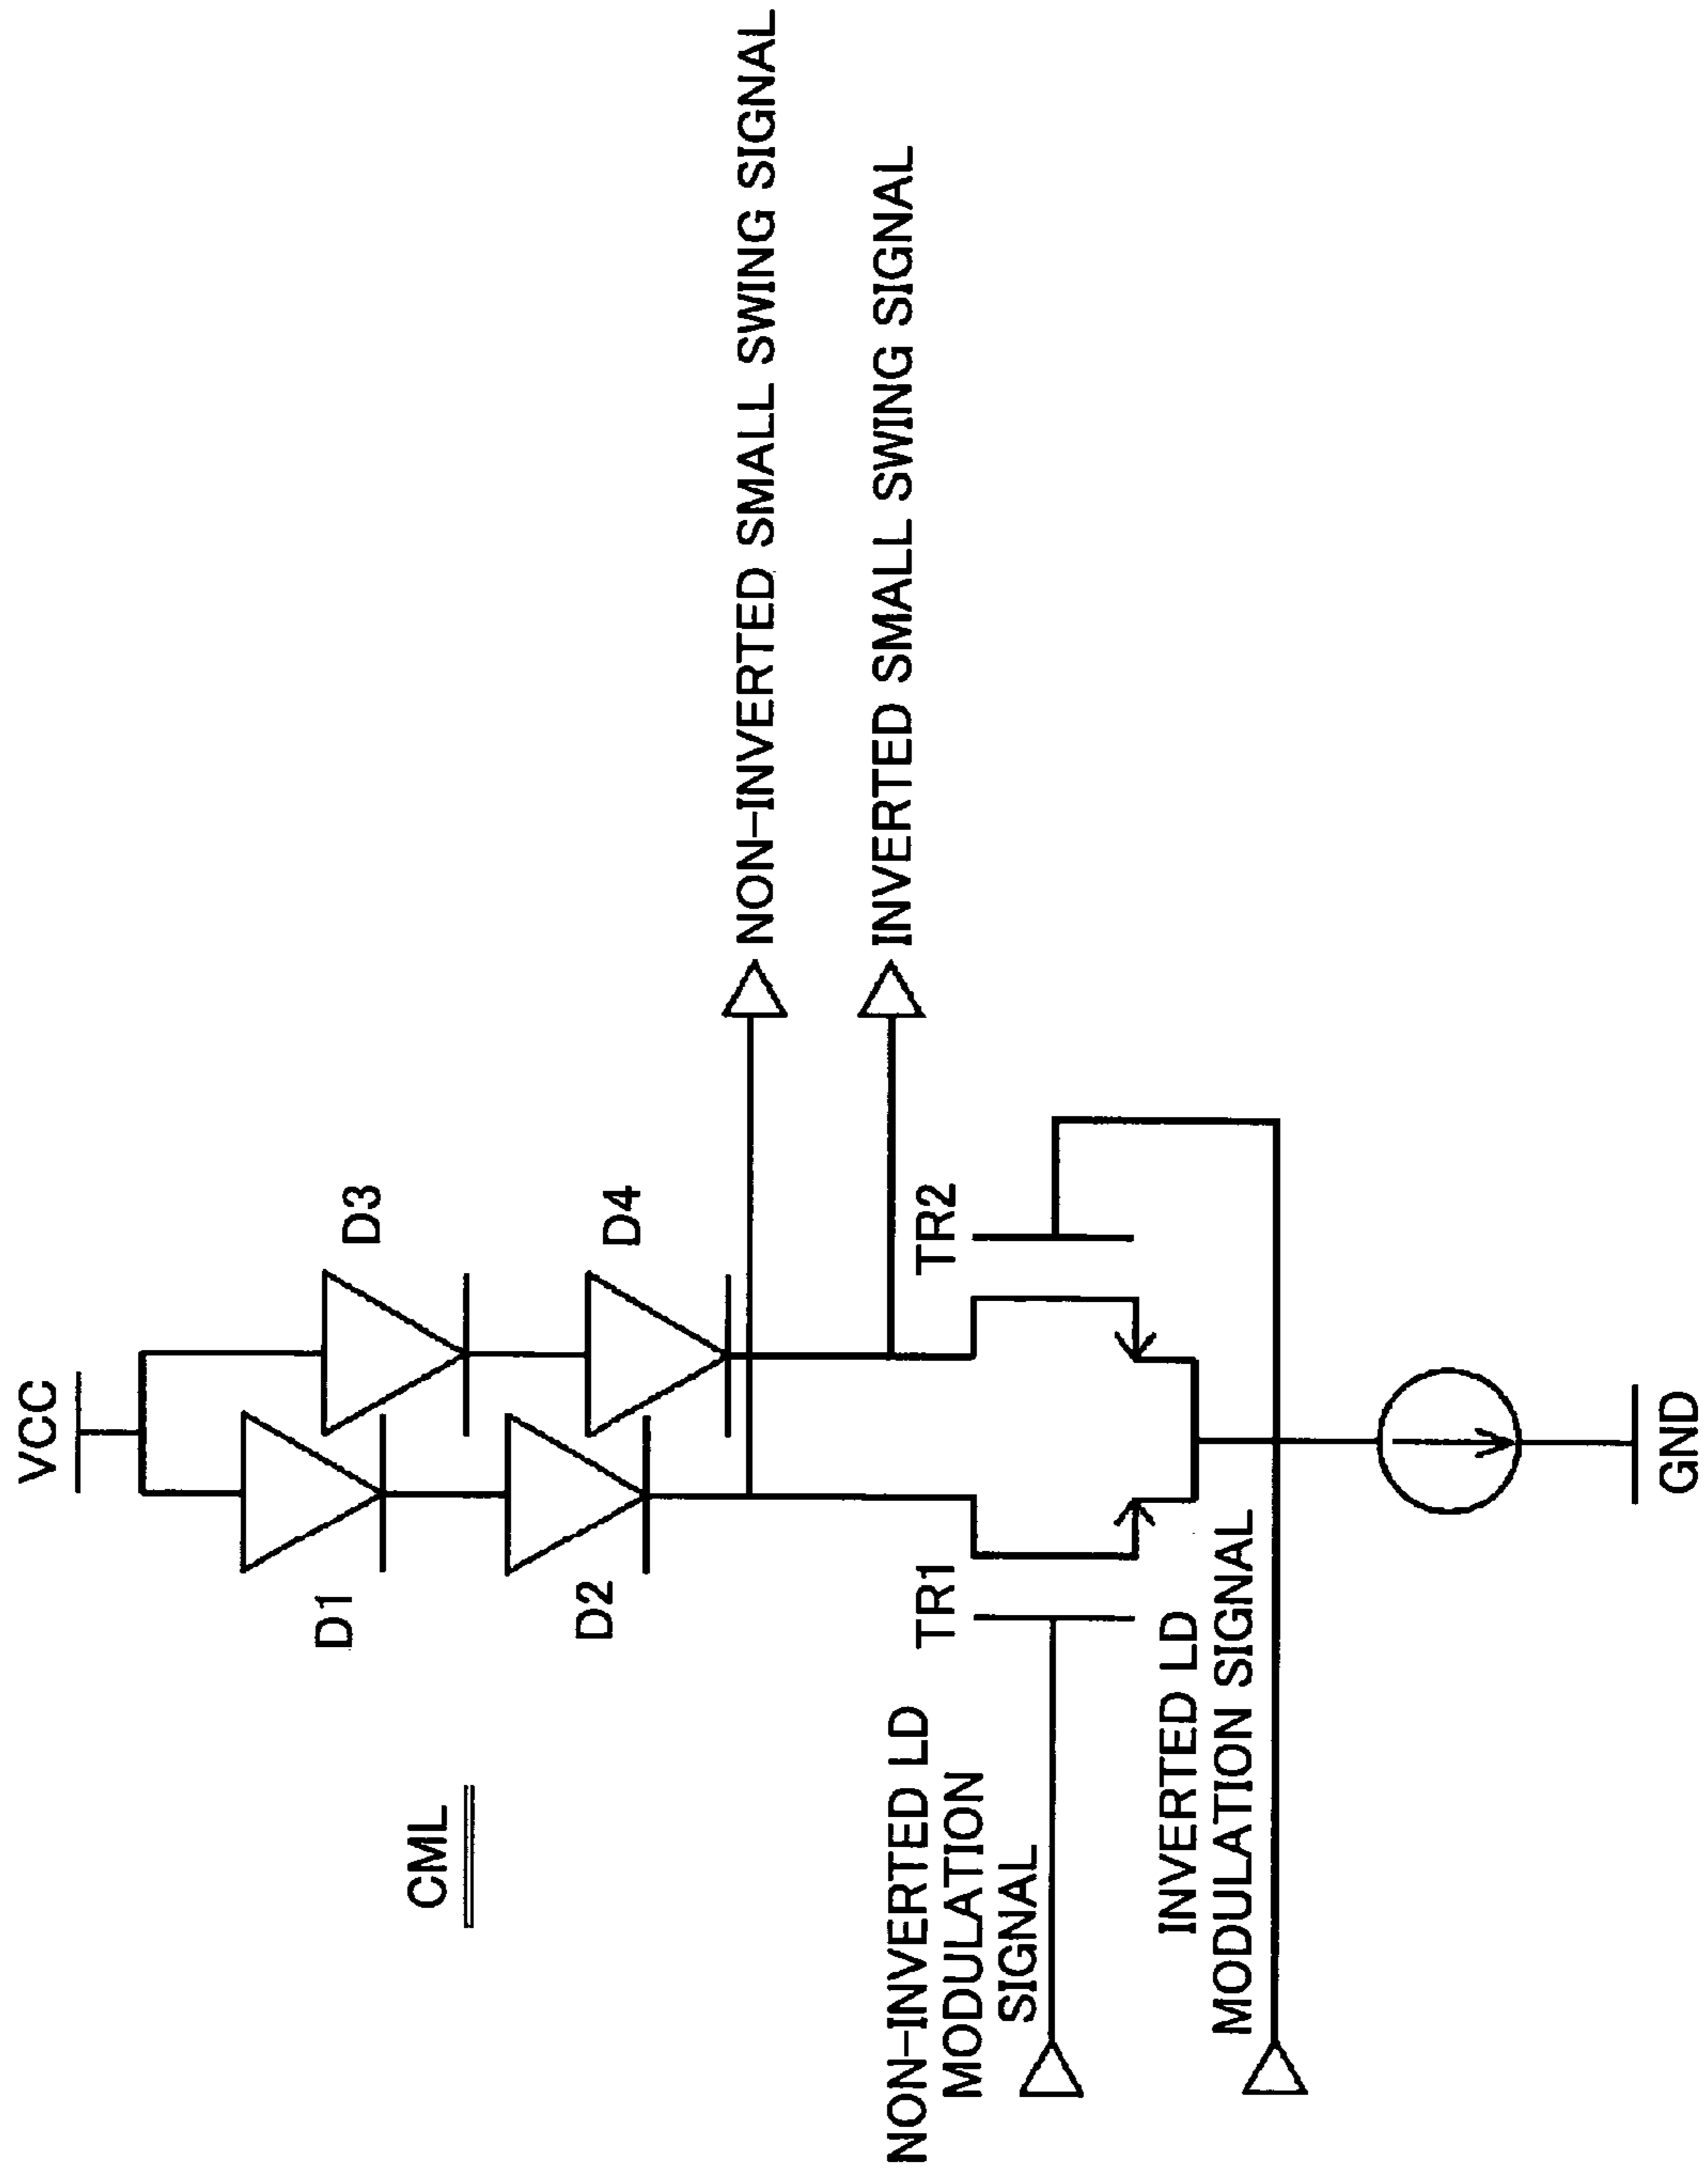 VCC
CML
D1
D3
D2
D4
NON-INVERTED SMALL SWING SIGNAL
INVERTED SMALL SWING SIGNAL
NON-INVERTED LD
MODULATION
SIGNAL
TR1
TR2
INVERTED LD
MODULATION SIGNAL
GND